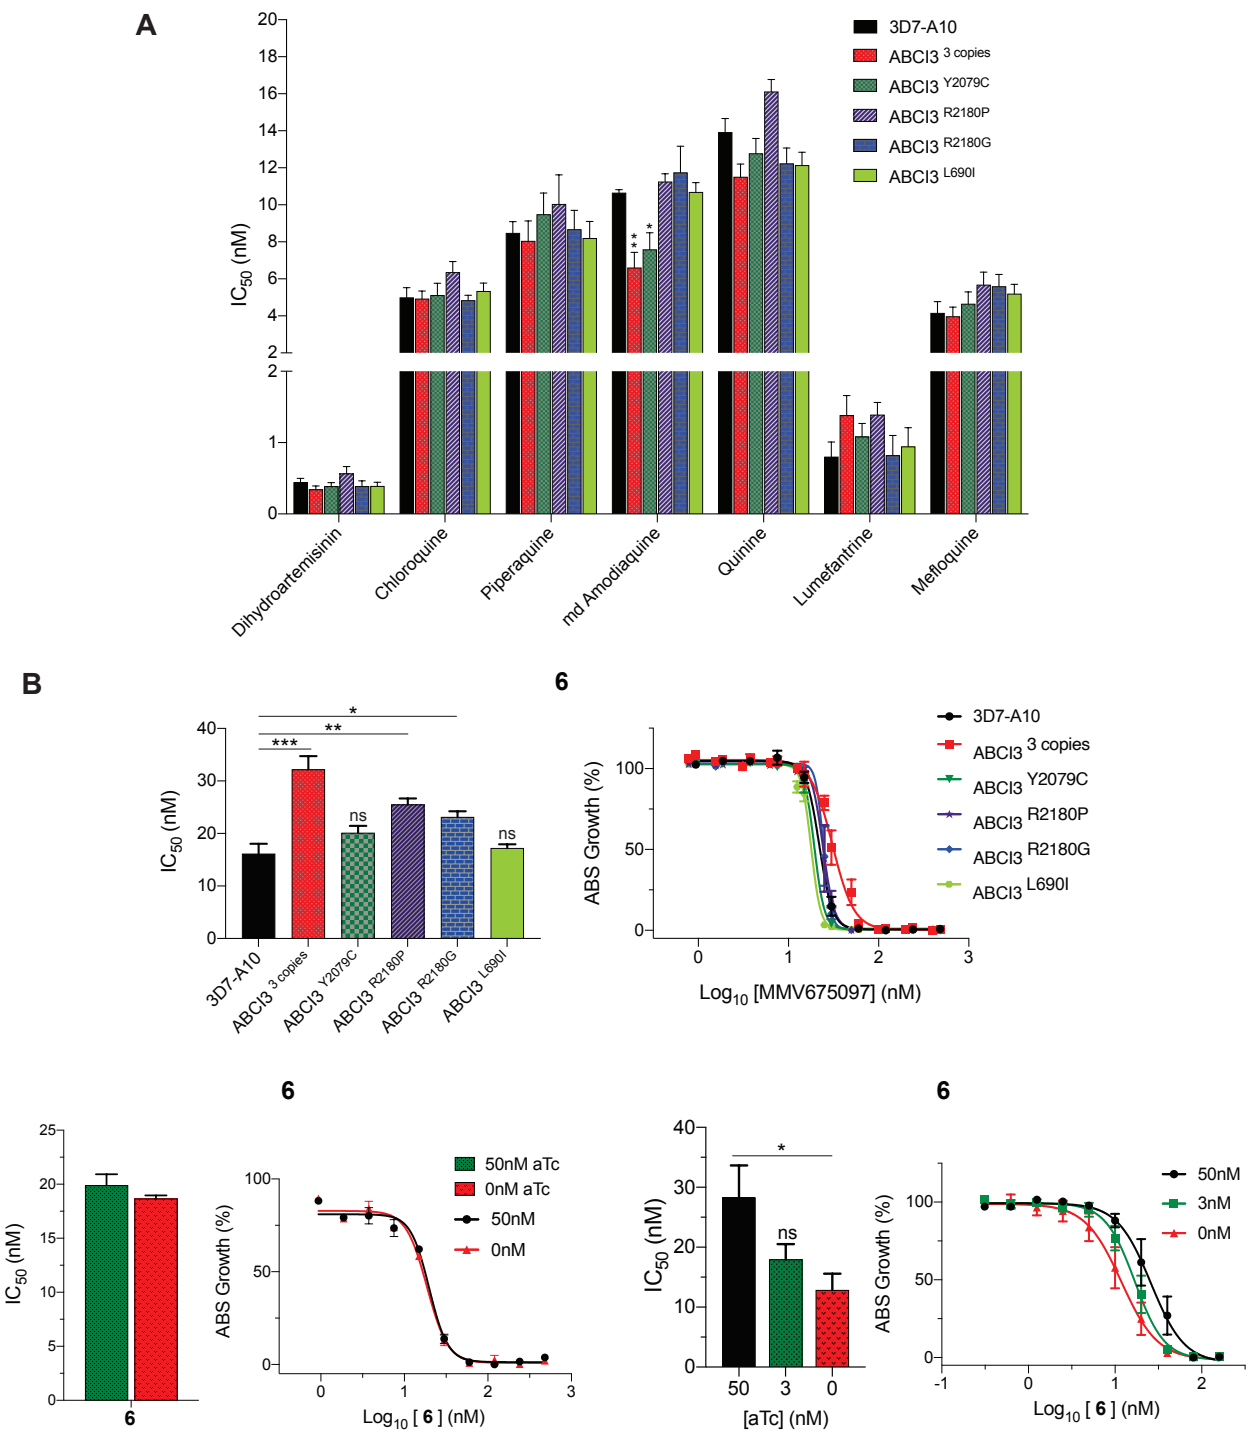 A
20
18
16
14
12
10
8
6
4
2
2
1
0
IC50 (nM)
3D7-A10
ABCI3 3 copies
ABCI3 Y2079C
ABCI3 R2180P
ABCI3 R2180G
ABCI3 L690I
* *
*
Dihydroartemisinin
Chloroquine
Piperaquine
md Amodiaquine
Quinine
Lumefantrine
Mefloquine
B
40
30
20
10
0
IC50 (nM)
*
**
***
ns
ns
3D7-A10
ABCI3 3 copies
ABCI3 Y2079C
ABCI3 R2180P
ABCI3 R2180G
ABCI3 L690I
6
100
50
0
ABS Growth (%)
0 1 2 3
Log10 [MMV675097] (nM)
3D7-A10
ABCI3 3 copies
ABCI3 Y2079C
ABCI3 R2180P
ABCI3 R2180G
ABCI3 L690I
25
20
15
10
5
0
IC50 (nM)
6
6
100
50
0
ABS Growth (%)
0 1 2 3
Log10 [ 6 ] (nM)
50nM aTc
0nM aTc
50nM
0nM
40
30
20
10
0
IC50 (nM)
*
ns
50 3 0
[aTc] (nM)
6
100
50
0
ABS Growth (%)
-1 0 1 2
Log10 [ 6 ] (nM)
50nM
3nM
0nM